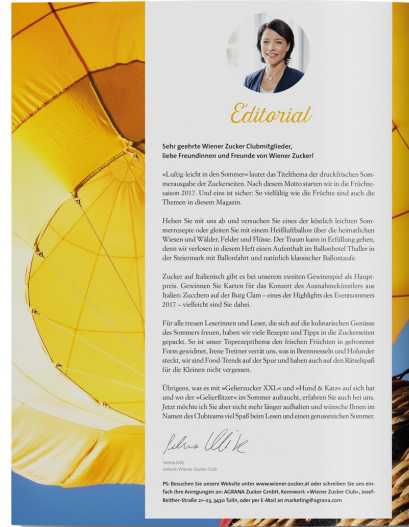 Editorial
Sehr geehrte Wiener Zucker Clubmitglieder,
liebe Freundinnen und Freunde von Wiener Zucker!
»Luftig-leicht in den Sommer« lautet das Titelthema der druckfrischen Som-
merausgabe der Zuckerseiten. Nach diesem Motto starten wir in die Früchte-
saison 2017. Und eins ist sicher: So vielfältig wie die Früchte sind auch die
Themen in diesem Magazin.
Heben Sie mit uns ab und versuchen Sie eines der köstlich leichten Som-
merrezepte oder gleiten Sie mit einem Heißluftballon über die heimatlichen
Wiesen und Wälder, Felder und Flüsse. Der Traum kann in Erfüllung gehen,
denn wir verlosen in diesem Heft einen Aufenthalt im Ballonhotel Thaller in
der Steiermark mit Ballonfahrt und natürlich klassischer Ballontaufe.
Zucker auf Italienisch gibt es bei unserem zweiten Gewinnspiel als Haupt-
preis. Gewinnen Sie Karten für das Konzert des Ausnahmekünstlers aus
Italien: Zucchero auf der Burg Clam – eines der Highlights des Eventsommers
2017 – vielleicht sind Sie dabei.
Für alle treuen Leserinnen und Leser, die sich auf die kulinarischen Genüsse
des Sommers freuen, haben wir viele Rezepte und Tipps in die Zuckerseiten
gepackt. So ist unser Toprezeptthema den frischen Früchten in gefrorener
Form gewidmet, Irene Treitner verrät uns, was in Brennnesseln und Holunder
steckt, wir sind Food-Trends auf der Spur und haben auch auf den Rätselspaß
für die Kleinen nicht vergessen.
Übrigens, was es mit »Gelierzucker XXL« und »Hund & Katz« auf sich hat
und wo der »Gelierflitzer« im Sommer auftaucht, erfahren Sie auch bei uns.
Jetzt möchte ich Sie aber nicht mehr länger aufhalten und wünsche Ihnen im
Namen des Clubteams viel Spaß beim Lesen und einen genussreichen Sommer.
Leiterin Wiener Zucker Club
PS: Besuchen Sie unsere Website unter www.wiener-zucker.at oder schreiben Sie uns ein-
fach Ihre Anregungen an: AGRANA Zucker GmbH, Kennwort: »Wiener Zucker Club«, Josef-
Reither-Straße 21–23, 3430 Tulln, oder per E-Mail an marketing@agrana.com